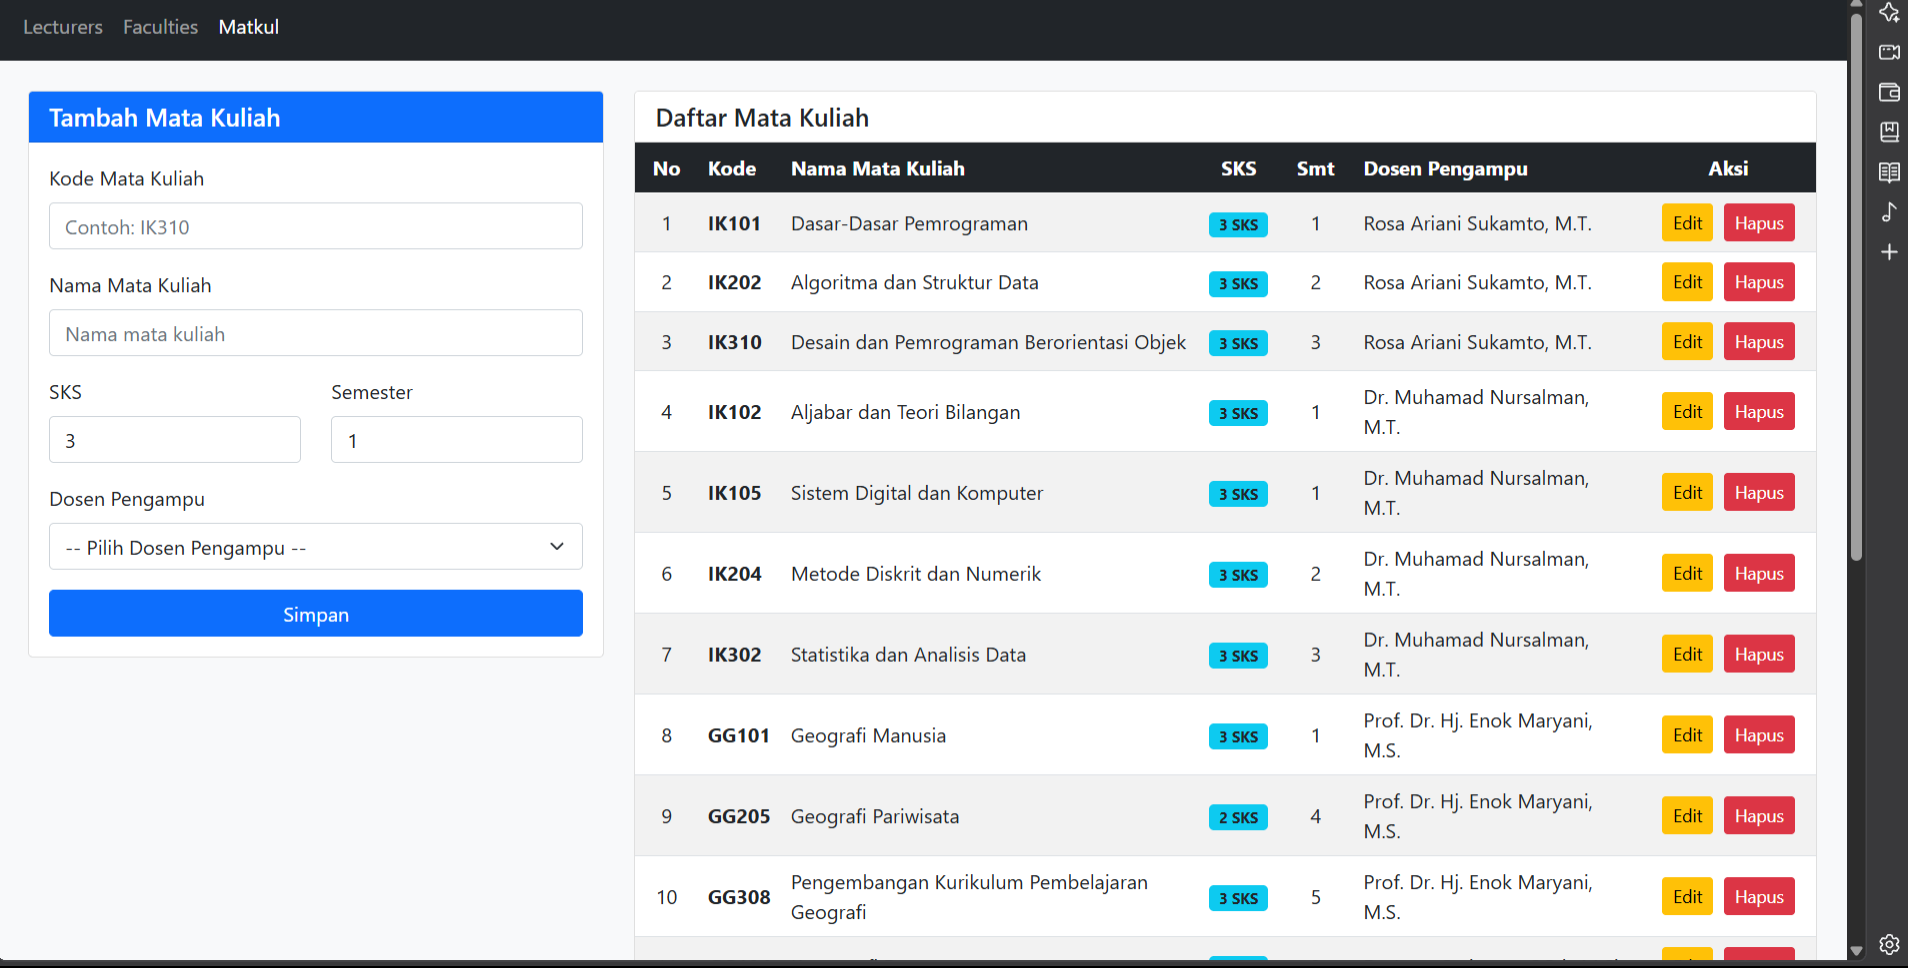 Lecturers Faculties Matkul
Tambah Mata Kuliah
Kode Mata Kuliah
Contoh: IK310
Nama Mata Kuliah
Nama mata kuliah
SKS Semester
3 1
Dosen Pengampu
-- Pilih Dosen Pengampu --
Simpan
Daftar Mata Kuliah
No Kode Nama Mata Kuliah SKS Smt Dosen Pengampu Aksi
1 IK101 Dasar-Dasar Pemrograman 3 SKS 1 Rosa Ariani Sukamto, M.T. Edit Hapus
2 IK202 Algoritma dan Struktur Data 3 SKS 2 Rosa Ariani Sukamto, M.T. Edit Hapus
3 IK310 Desain dan Pemrograman Berorientasi Objek 3 SKS 3 Rosa Ariani Sukamto, M.T. Edit Hapus
4 IK102 Aljabar dan Teori Bilangan 3 SKS 1 Dr. Muhamad Nursalman, Edit Hapus
M.T.
5 IK105 Sistem Digital dan Komputer 3 SKS 1 Dr. Muhamad Nursalman, Edit Hapus
M.T.
6 IK204 Metode Diskrit dan Numerik 3 SKS 2 Dr. Muhamad Nursalman, Edit Hapus
M.T.
7 IK302 Statistika dan Analisis Data 3 SKS 3 Dr. Muhamad Nursalman, Edit Hapus
M.T.
8 GG101 Geografi Manusia 3 SKS 1 Prof. Dr. Hj. Enok Maryani, Edit Hapus
M.S.
9 GG205 Geografi Pariwisata 2 SKS 4 Prof. Dr. Hj. Enok Maryani, Edit Hapus
M.S.
10 GG308 Pengembangan Kurikulum Pembelajaran 3 SKS 5 Prof. Dr. Hj. Enok Maryani, Edit Hapus
Geografi M.S.